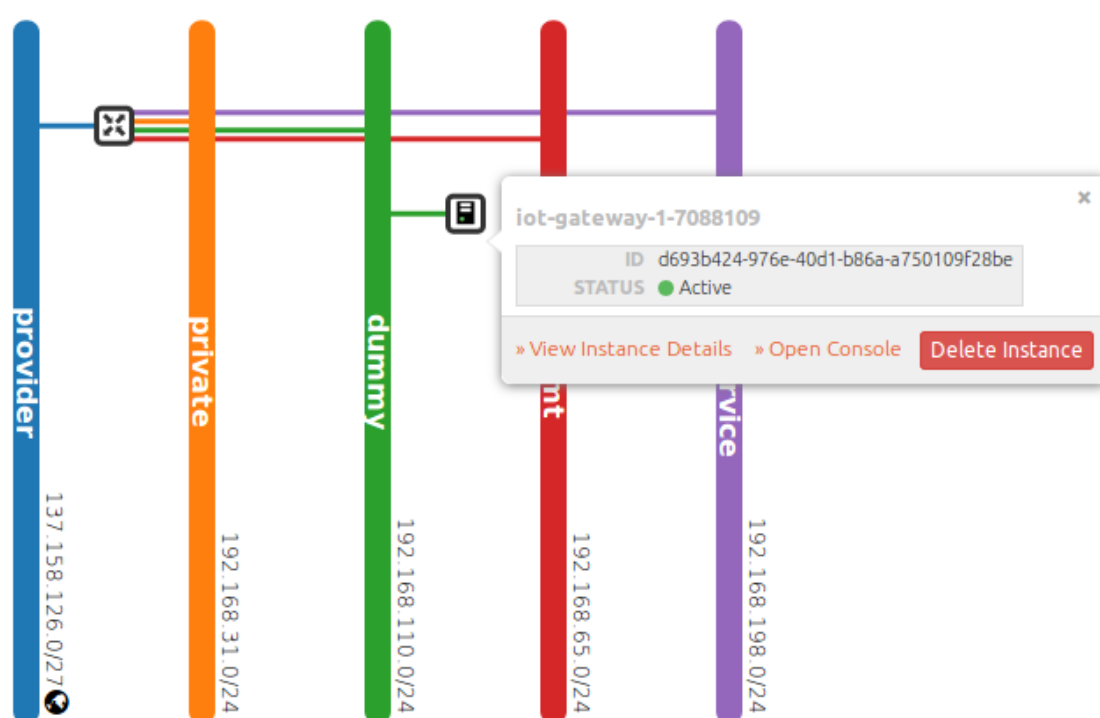 provider
137.158.126.0/27
private
192.168.31.0/24
dummy
192.168.110.0/24
nt
192.168.65.0/24
rvice
192.168.198.0/24
×
iot-gateway-1-7088109
ID d693b424-976e-40d1-b86a-a750109f28be
STATUS Active
» View Instance Details » Open Console Delete Instance